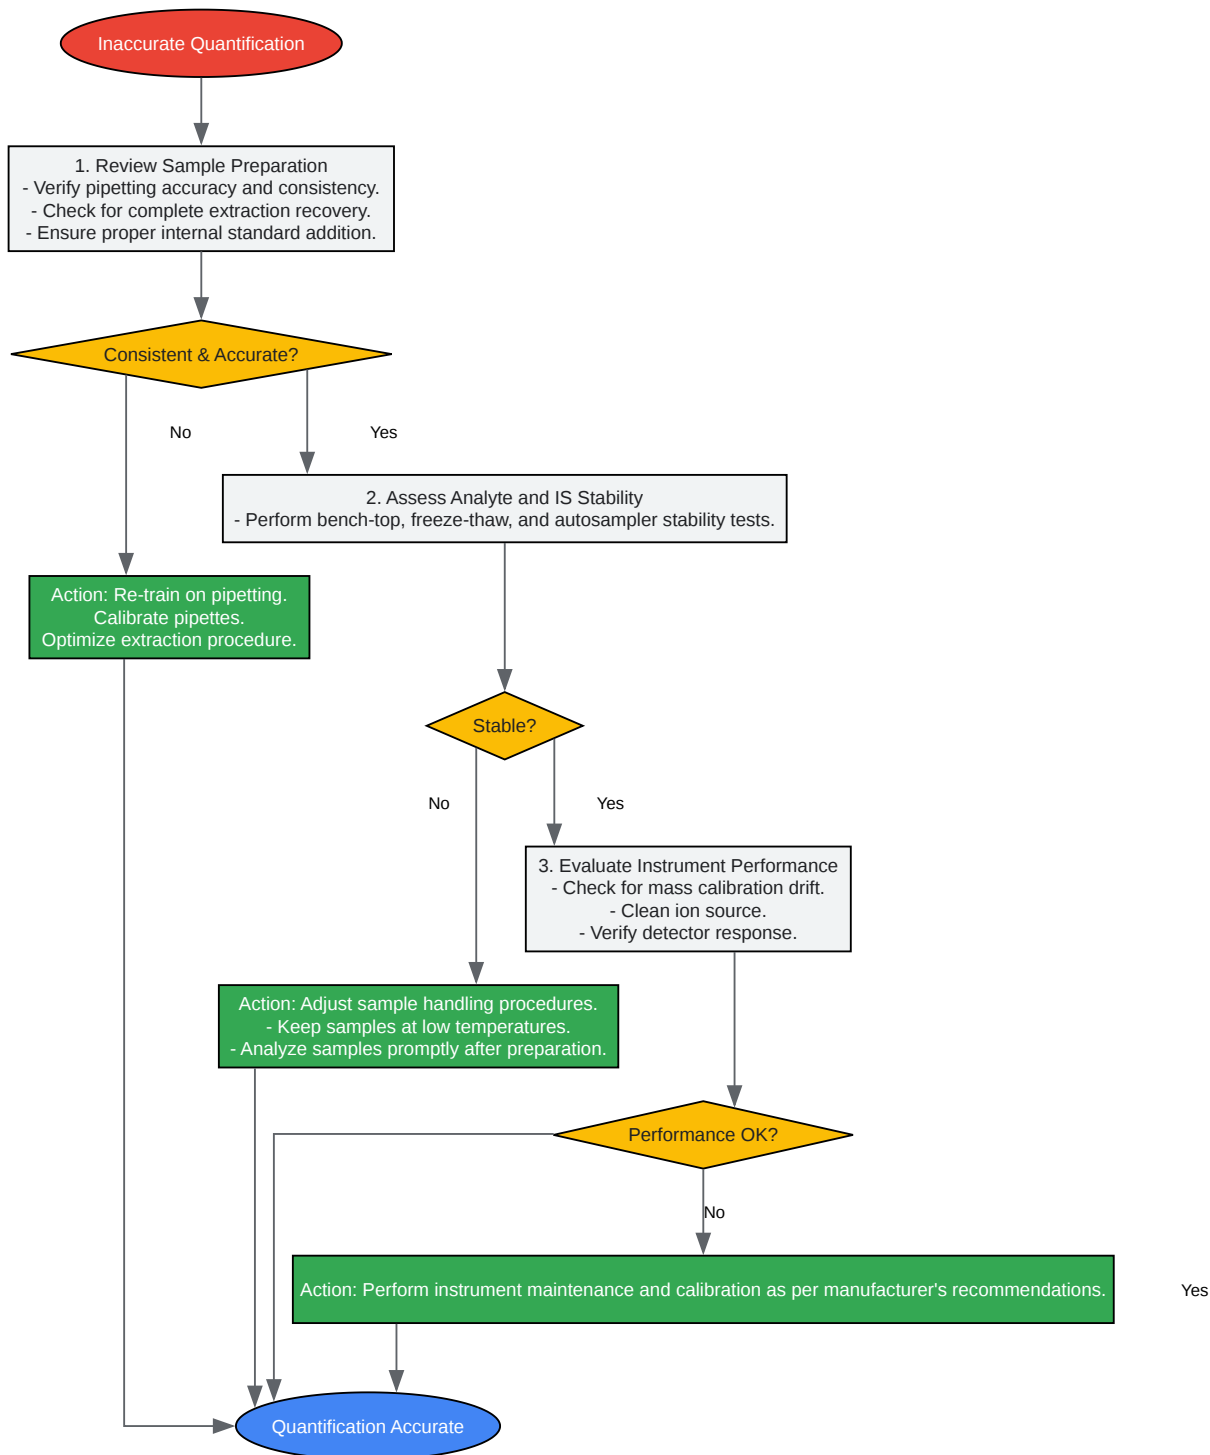 Inaccurate Quantification
1. Review Sample Preparation
- Verify pipetting accuracy and consistency.
- Check for complete extraction recovery.
- Ensure proper internal standard addition.
Consistent & Accurate?
No
Yes
2. Assess Analyte and IS Stability
- Perform bench-top, freeze-thaw, and autosampler stability tests.
Action: Re-train on pipetting.
Calibrate pipettes.
Optimize extraction procedure.
Stable?
No
Yes
3. Evaluate Instrument Performance
- Check for mass calibration drift.
- Clean ion source.
- Verify detector response.
Action: Adjust sample handling procedures.
- Keep samples at low temperatures.
- Analyze samples promptly after preparation.
Performance OK?
No
Action: Perform instrument maintenance and calibration as per manufacturer's recommendations.
Yes
Quantification Accurate